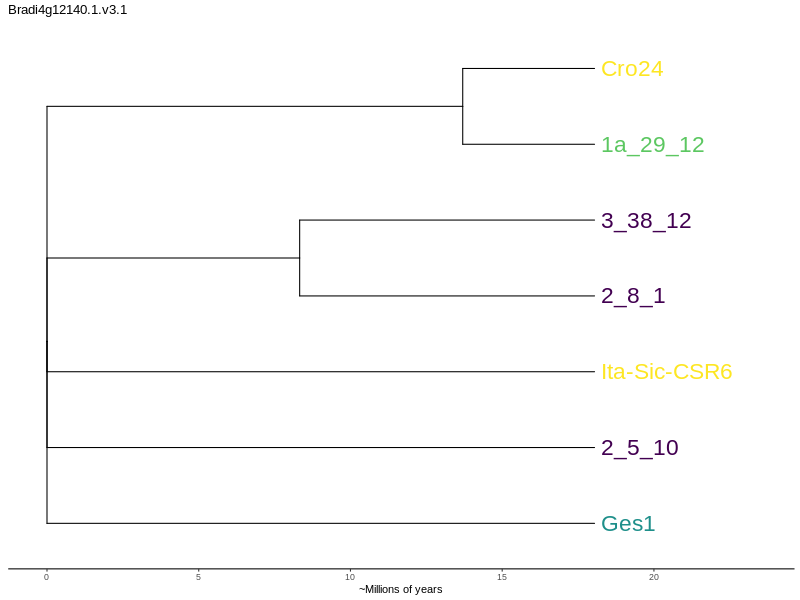 Bradi4g12140.1.v3.1
Cro24
1a_29_12
3_38_12
2_8_1
Ita-Sic-CSR6
2_5_10
Ges1
0 5 10 15 20
~Millions of years